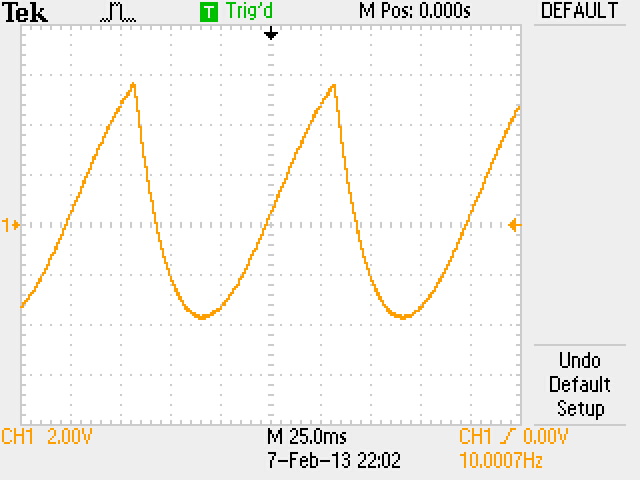 Tek T Trig'd M Pos: 0.000s DEFAULT
1
Undo
Default
Setup
CH1 2.00V M 25.0ms CH1 0.00V
7-Feb-13 22:02 10.0007Hz